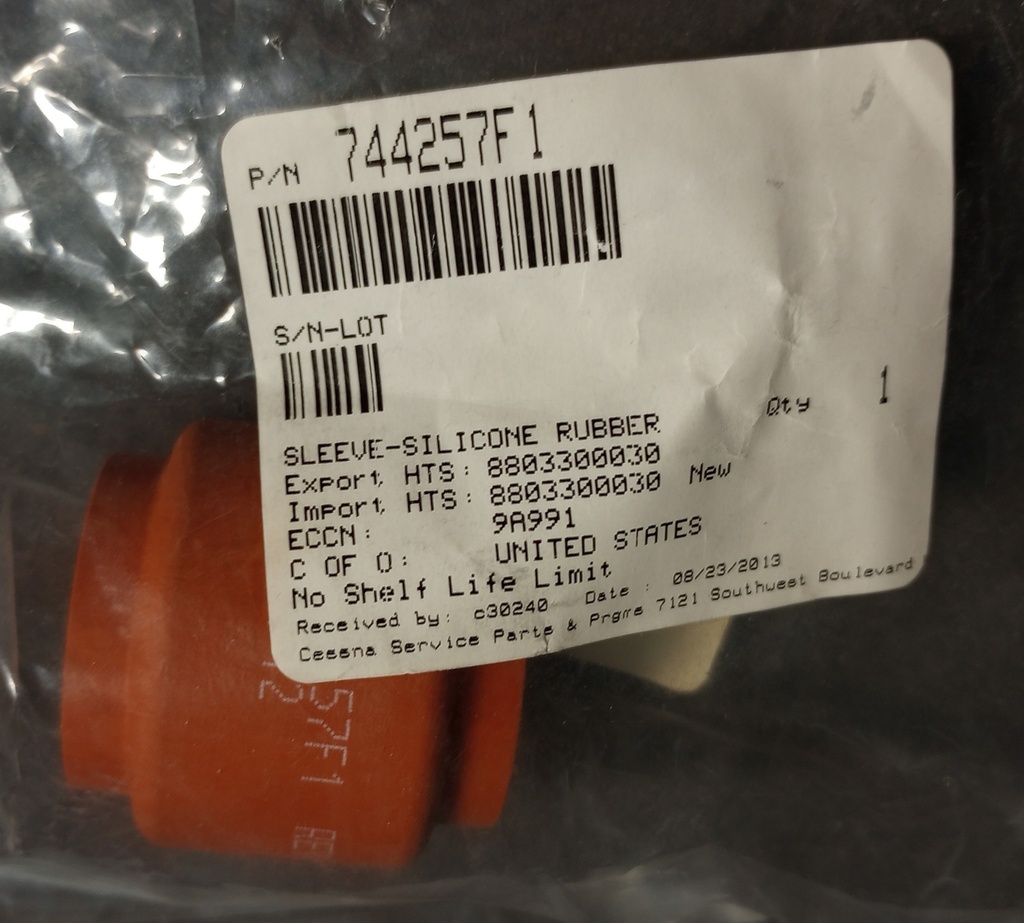 P/N 744257F1
S/N-LOT
SLEEVE-SILICONE RUBBER Qty 1
Export HTS: 8803300030
Import HTS: 8803300030 New
ECCN: 9A991
C OF O: UNITED STATES
No Shelf Life Limit
Received by: c30240 Date : 08/23/2013
Cessna Service Parts & Prgms 7121 Southwest Boulevard
57F1
12